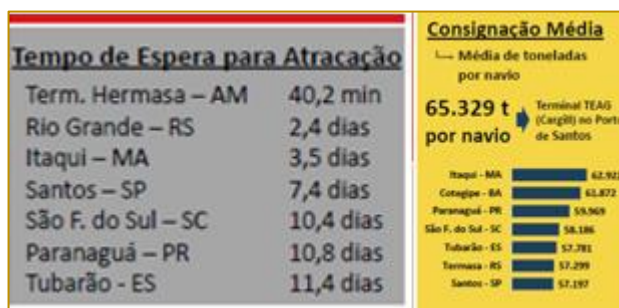 Tempo de Espera para Atracação
Term. Hermasa – AM 40,2 min
Rio Grande – RS 2,4 dias
Itaqui – MA 3,5 dias
Santos – SP 7,4 dias
São F. do Sul – SC 10,4 dias
Paranaguá – PR 10,8 dias
Tubarão - ES 11,4 dias
Consignação Média
Média de toneladas
por navio
65.329 t
por navio
Terminal TEAG
(Cargill) no Porto
de Santos
Itaqui - MA 62.922
Cotegipe - BA 61.872
Paranaguá - PR 59.969
São F. do Sul - SC 58.186
Tubarão - ES 57.781
Termasa - RS 57.299
Santos - SP 57.197